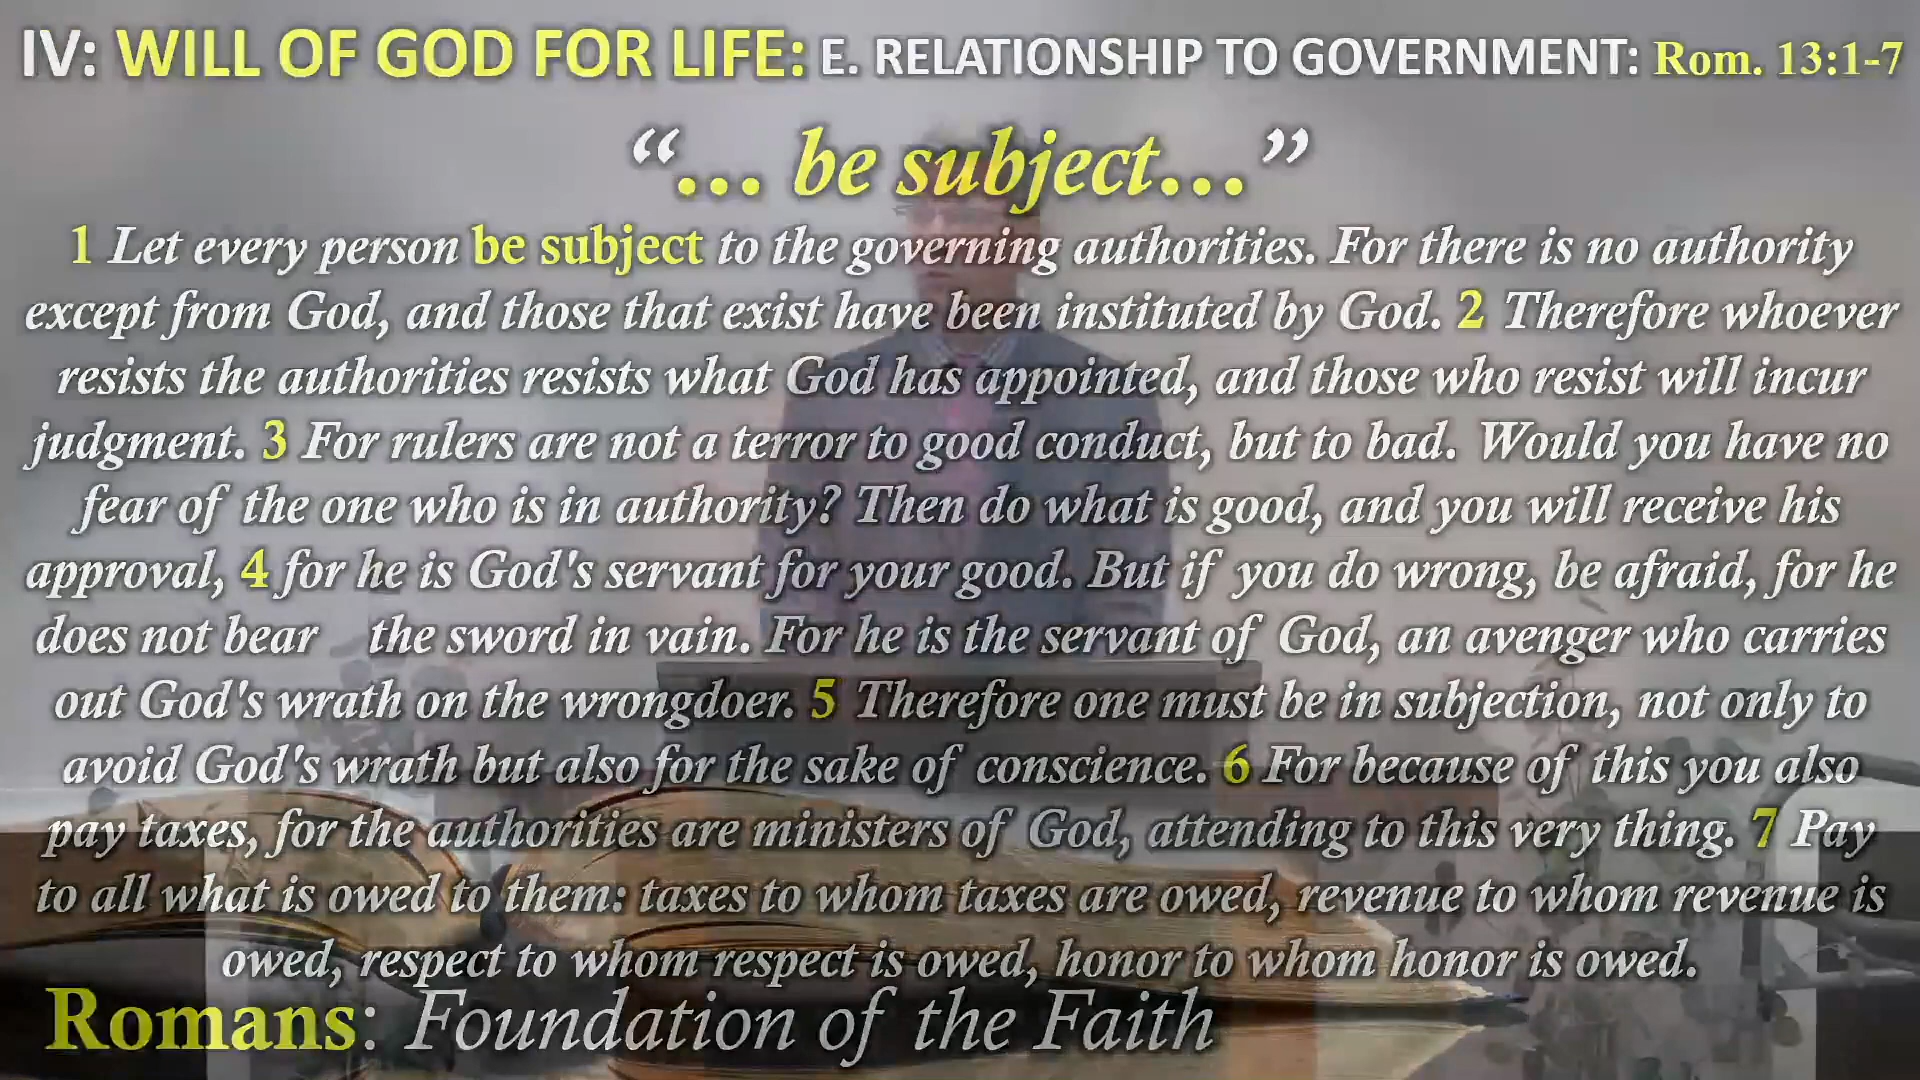 IV: WILL OF GOD FOR LIFE: E. RELATIONSHIP TO GOVERNMENT: Rom. 13:1-7
“… be subject…”
1 Let every person be subject to the governing authorities. For there is no authority
except from God, and those that exist have been instituted by God. 2 Therefore whoever
resists the authorities resists what God has appointed, and those who resist will incur
judgment. 3 For rulers are not a terror to good conduct, but to bad. Would you have no
fear of the one who is in authority? Then do what is good, and you will receive his
approval, 4 for he is God's servant for your good. But if you do wrong, be afraid, for he
does not bear the sword in vain. For he is the servant of God, an avenger who carries
out God's wrath on the wrongdoer. 5 Therefore one must be in subjection, not only to
avoid God's wrath but also for the sake of conscience. 6 For because of this you also
pay taxes, for the authorities are ministers of God, attending to this very thing. 7 Pay
to all what is owed to them: taxes to whom taxes are owed, revenue to whom revenue is
owed, respect to whom respect is owed, honor to whom honor is owed.
Romans: Foundation of the Faith